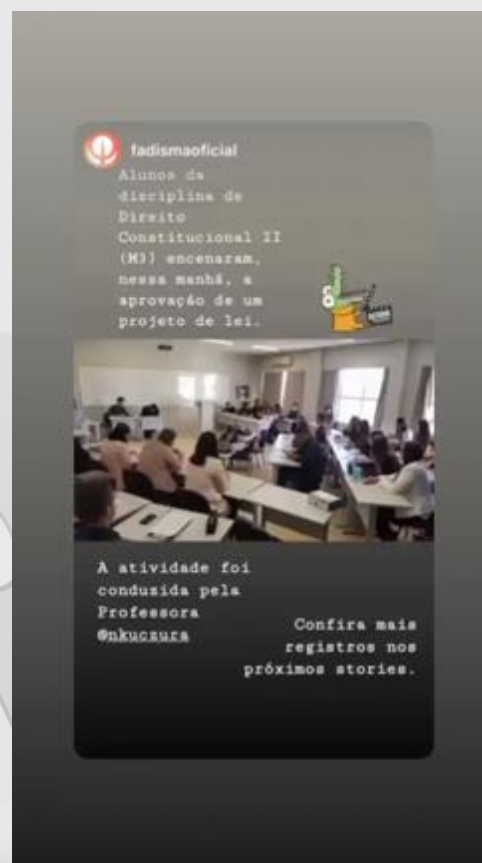 fadismaoficial
Alunos da
disciplina de
Direito
Constitucional II
(M3) encenaram,
nessa manhã, a
aprovação de um
projeto de lei.
A atividade foi
conduzida pela
Professora
@nkuczura
Confira mais
registros nos
próximos stories.